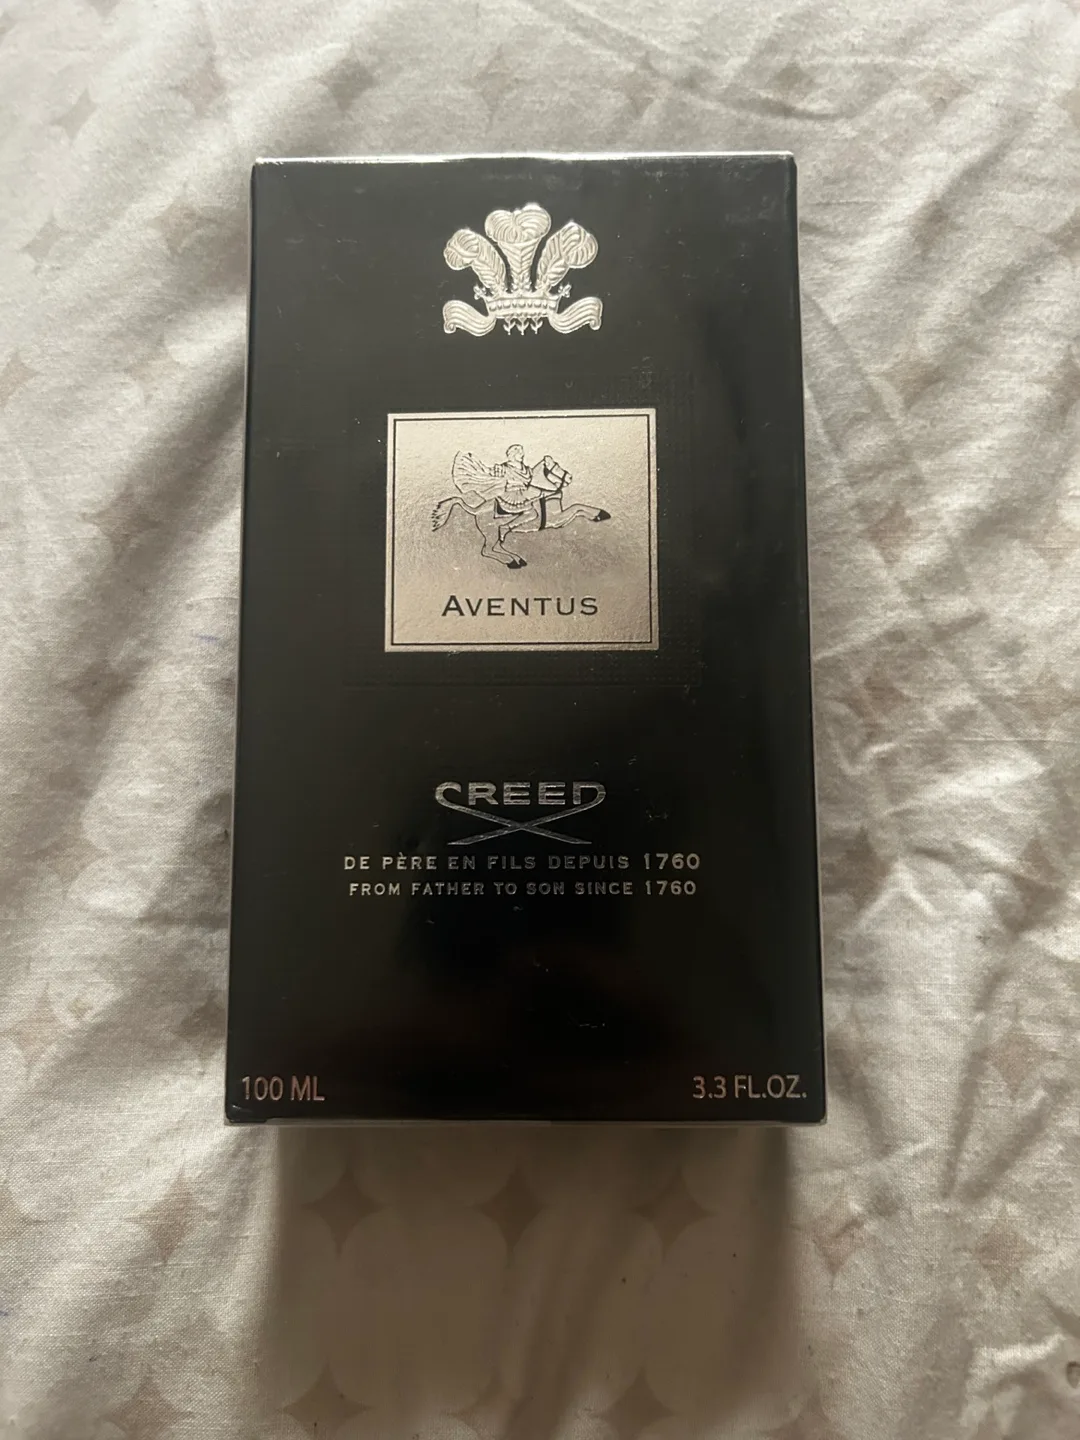 AVENTUS
CREED
DE PÈRE EN FILS DEPUIS 1760
FROM FATHER TO SON SINCE 1760
100 ML
3.3 FL.OZ.